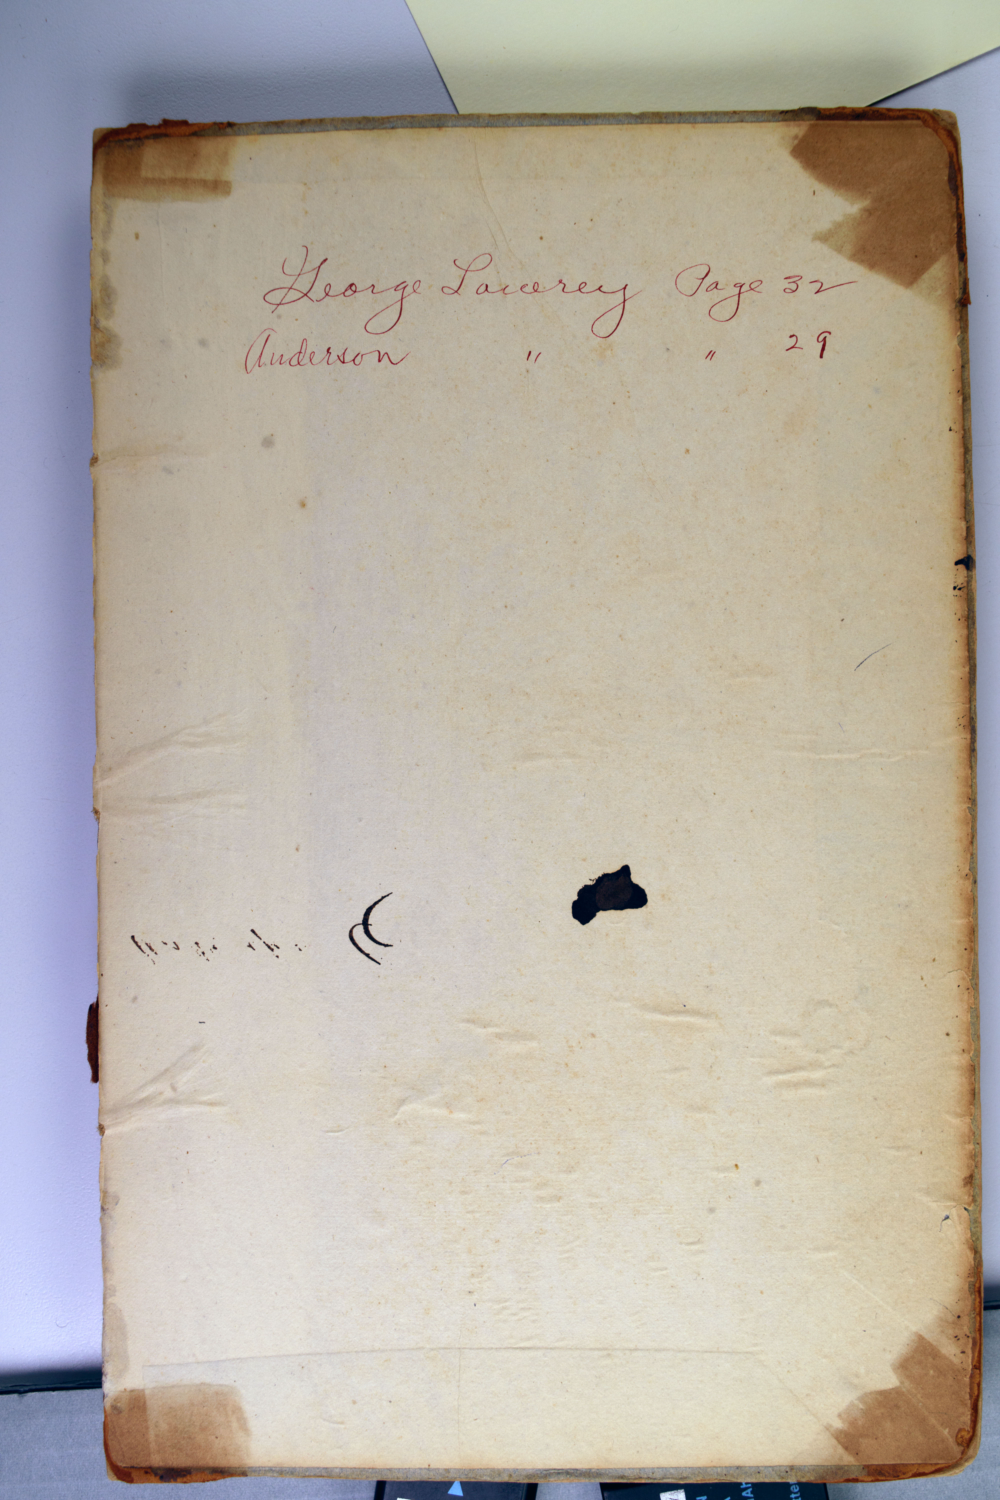 George Lowrey Page 32
Anderson " " 29